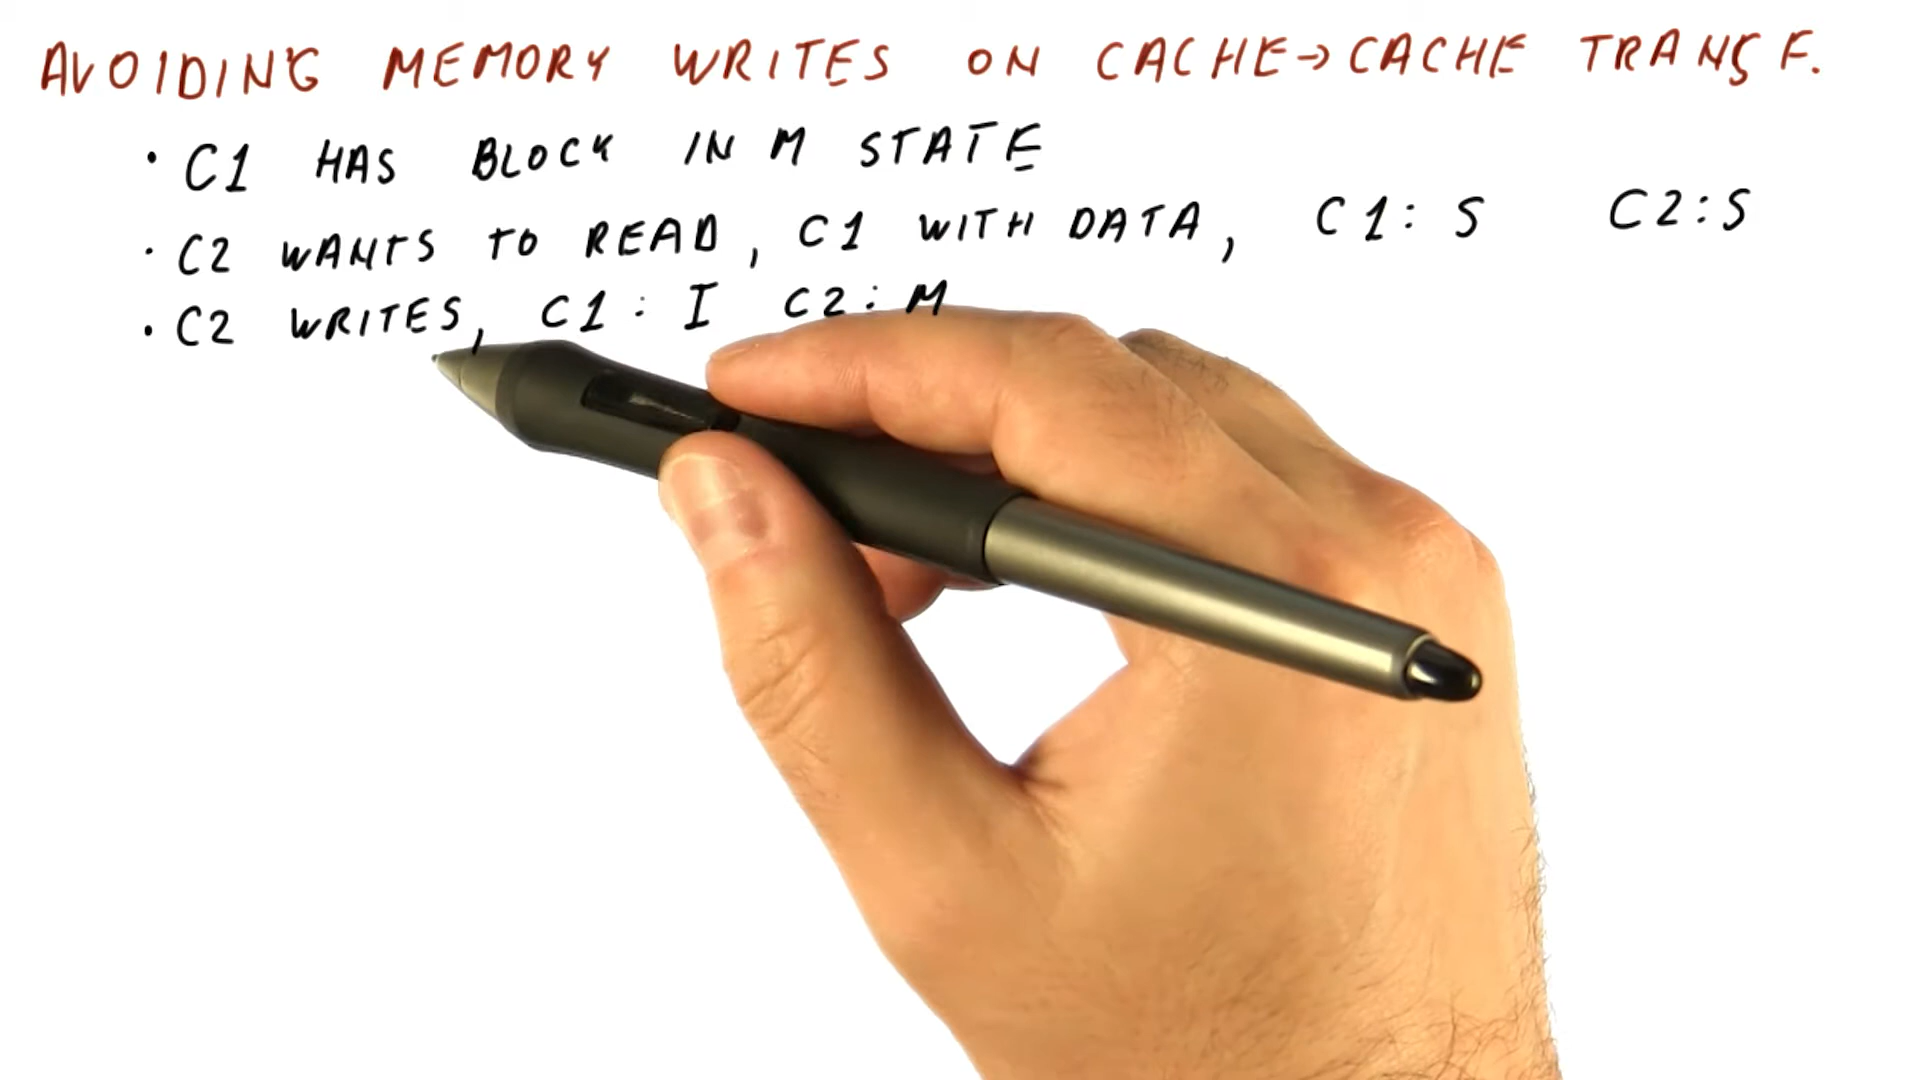 AVOIDING MEMORY WRITES ON CACHE→CACHE TRANSF.
• C1 HAS BLOCK IN M STATE
• C2 WANTS TO READ, C1 WITH DATA, C1: S C2:S
• C2 WRITES, C1: I C2: M